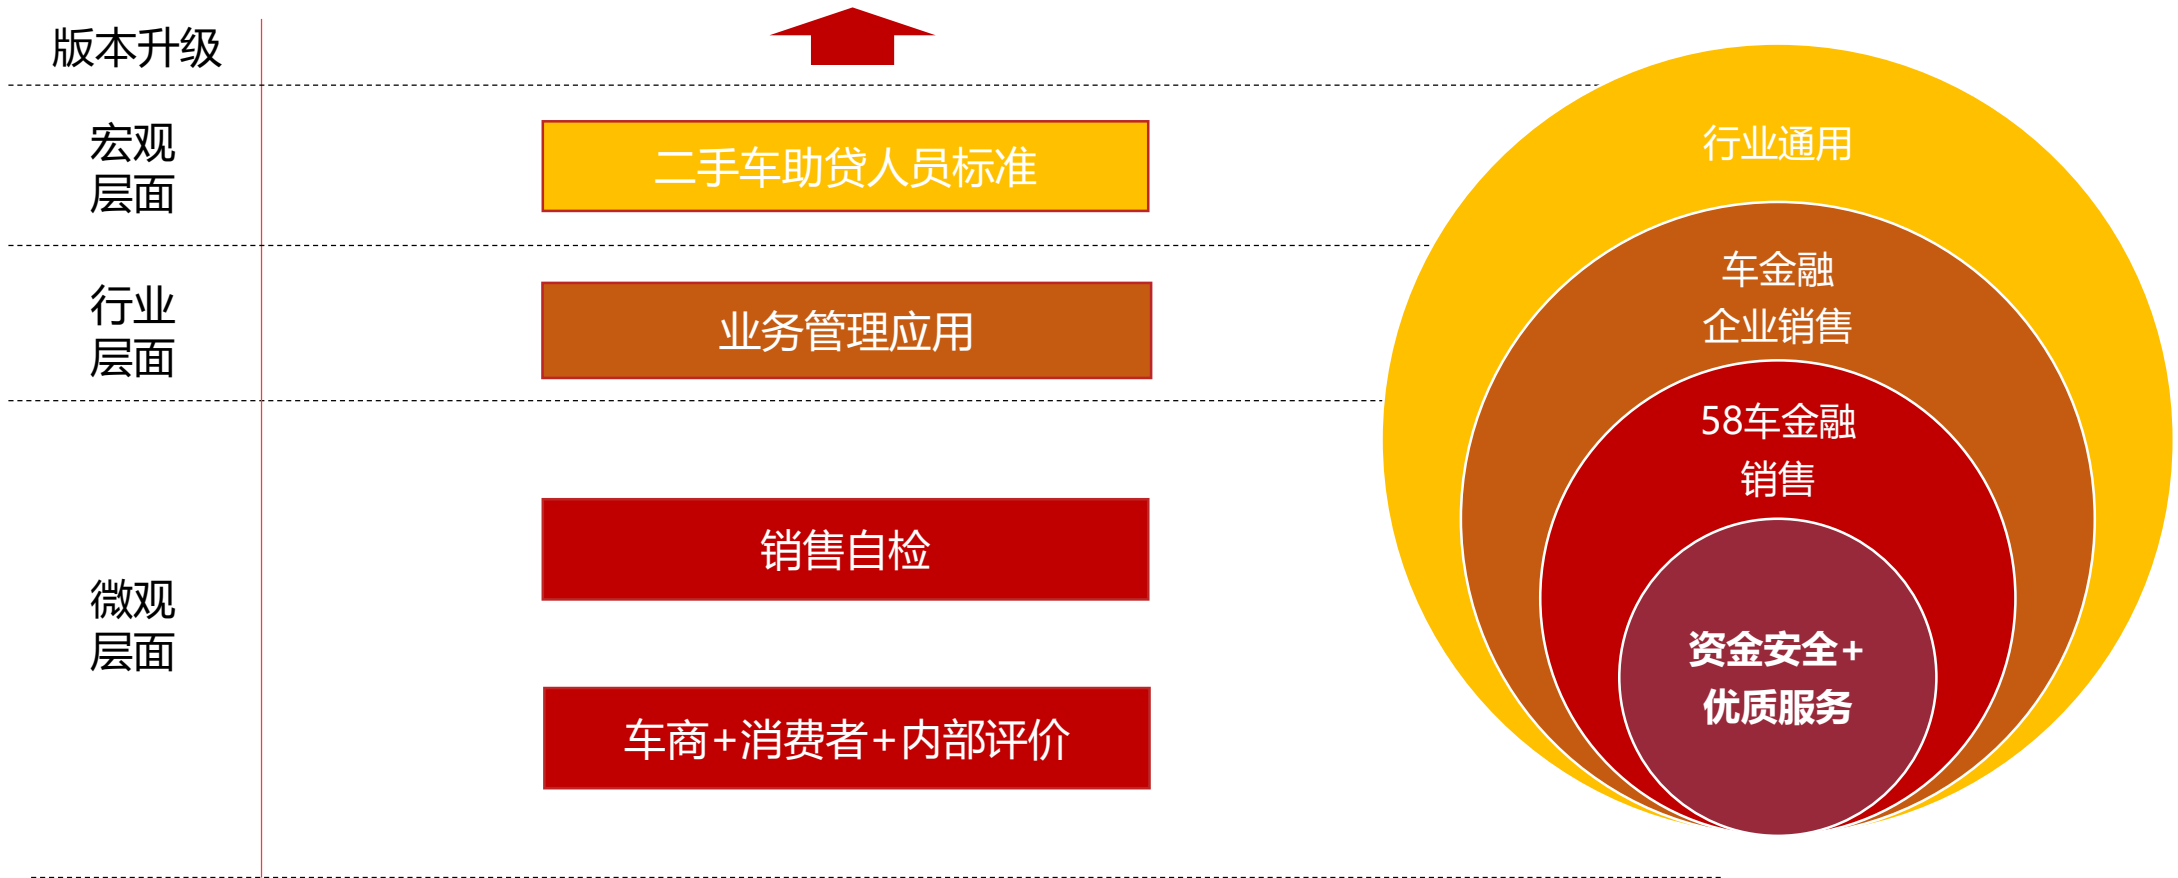 版本升级
宏观
层面
二手车助贷人员标准
行业
层面
业务管理应用
微观
层面
销售自检
车商+消费者+内部评价
行业通用
车金融
企业销售
58车金融
销售
资金安全+
优质服务